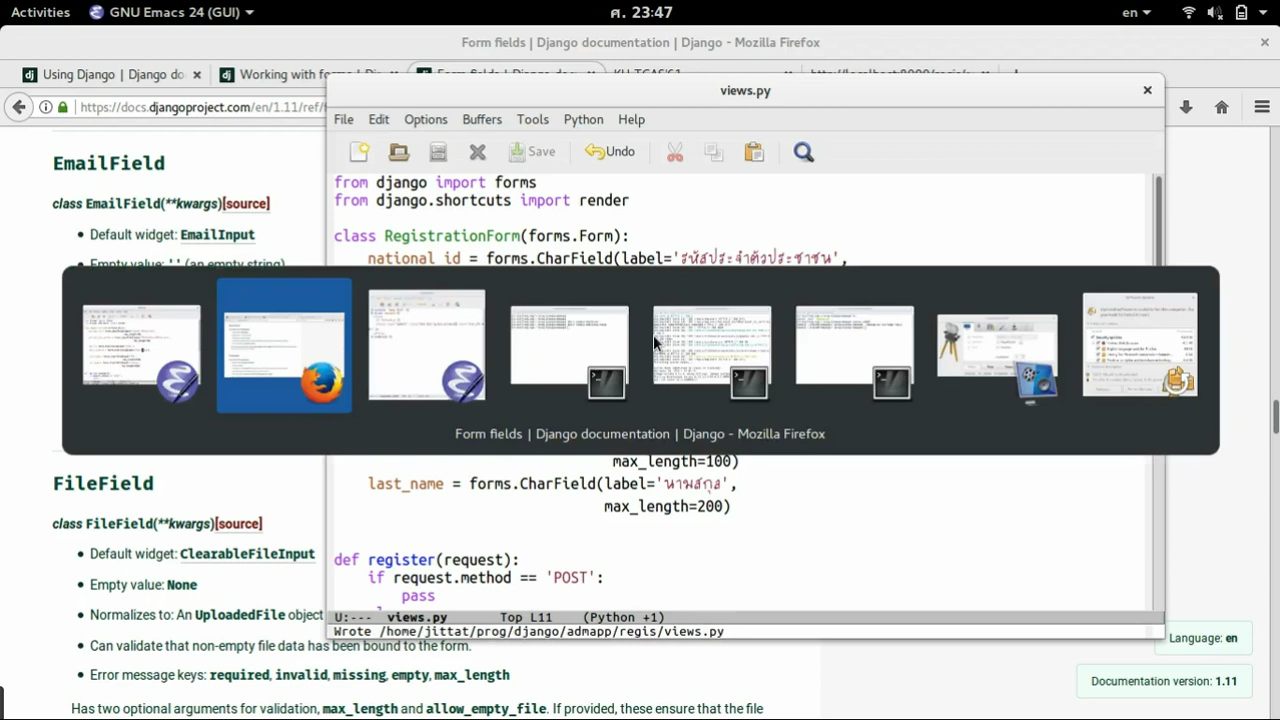 Activities GNU Emacs 24 (GUI) ศ. 23:47 en
Form fields | Django documentation | Django - Mozilla Firefox
Using Django | Django do
views.py
https://docs.djangoproject.com/en/1.11/ref/
File Edit Options Buffers Tools Python Help
Save Undo
EmailField
class EmailField(**kwargs)[source]
• Default widget: EmailInput
• Empty value: '' (an empty string)
from django import forms
from django.shortcuts import render
class RegistrationForm(forms.Form):
national_id = forms.CharField(label='รหัสประจำตัวประชาชน',
Form fields | Django documentation | Django - Mozilla Firefox
max_length=100)
last_name = forms.CharField(label='นามสกุล',
max_length=200)
def register(request):
if request.method == 'POST':
pass
U:--- views.py Top L11 (Python +1)
Wrote /home/jittat/prog/django/admapp/regis/views.py
FileField
class FileField(**kwargs)[source]
• Default widget: ClearableFileInput
• Empty value: None
• Normalizes to: An UploadedFile object
• Can validate that non-empty file data has been bound to the form.
• Error message keys: required, invalid, missing, empty, max_length
Has two optional arguments for validation, max_length and allow_empty_file. If provided, these ensure that the file
Language: en
Documentation version: 1.11